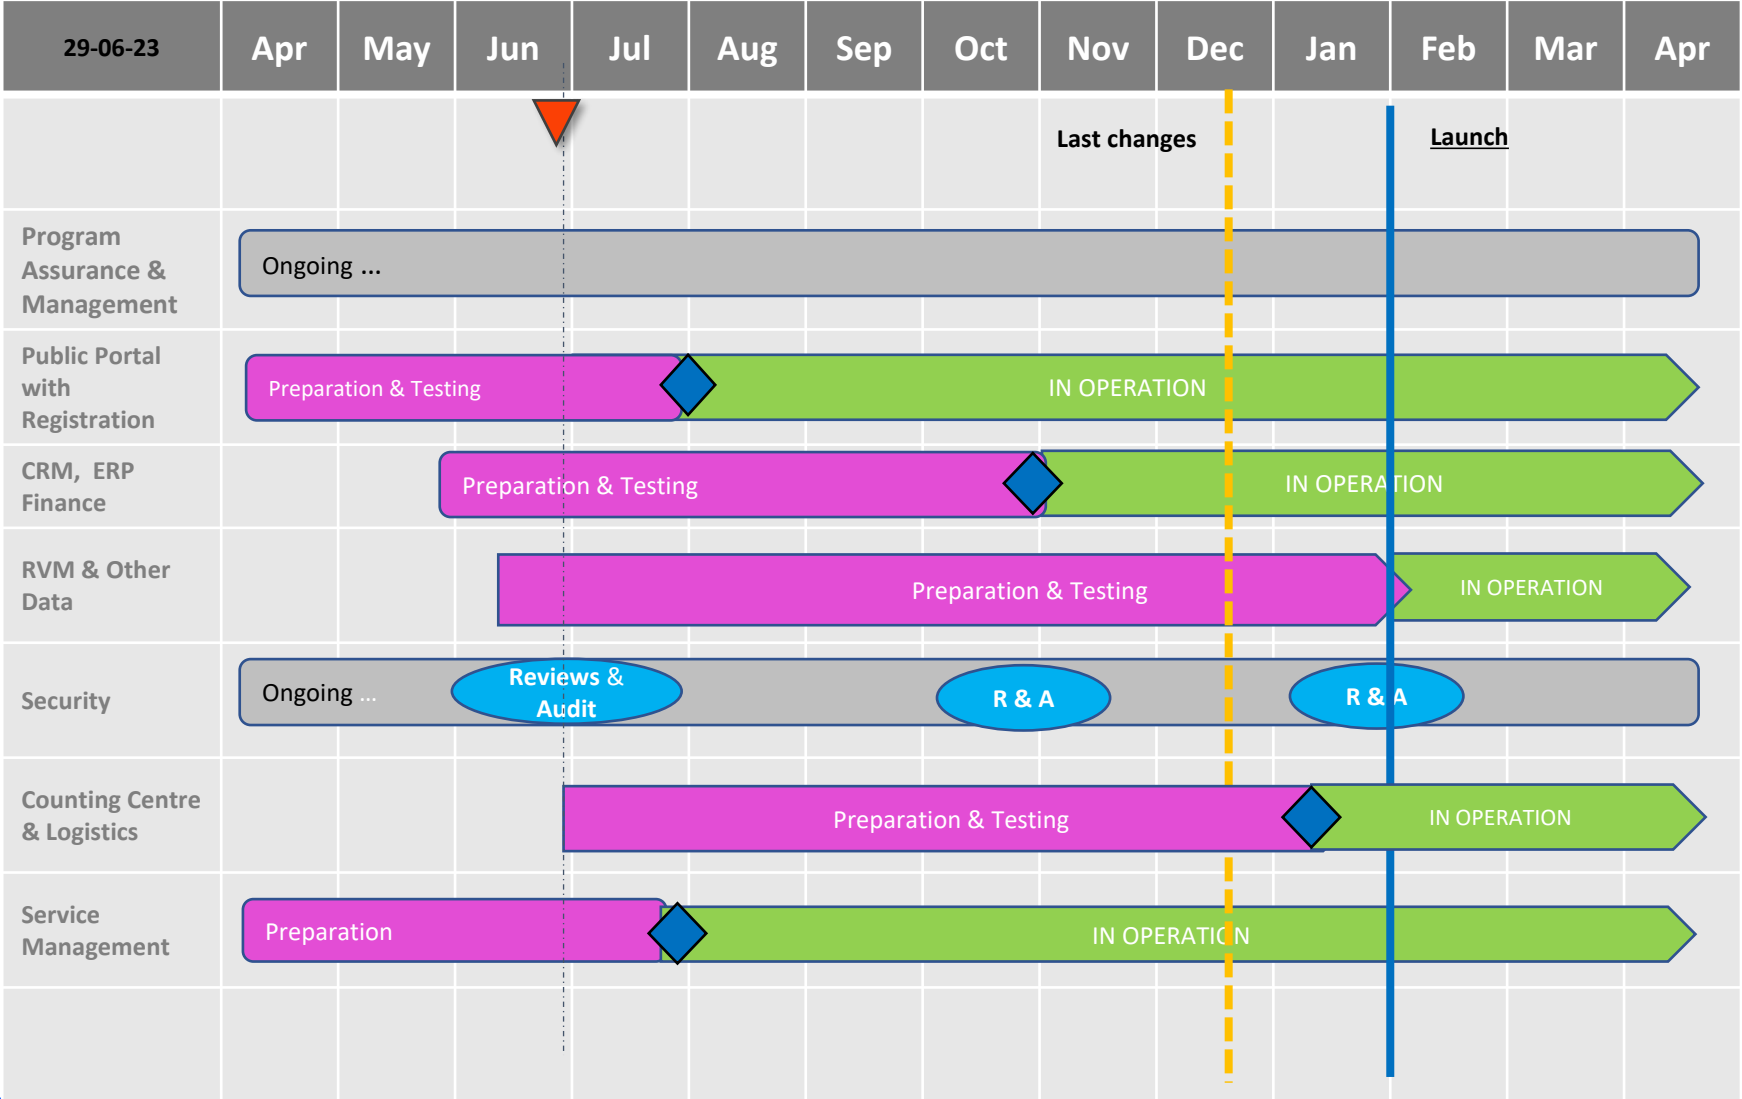 29-06-23 Apr May Jun Jul Aug Sep Oct Nov Dec Jan Feb Mar Apr
Last changes Launch
Program
Assurance &
Management
Ongoing ...
Public Portal
with
Registration
Preparation & Testing
IN OPERATION
CRM, ERP
Finance
Preparation & Testing
IN OPERATION
RVM & Other
Data
Preparation & Testing
IN OPERATION
Security
Ongoing ...
Reviews &
Audit
R & A
R & A
Counting Centre
& Logistics
Preparation & Testing
IN OPERATION
Service
Management
Preparation
IN OPERATION